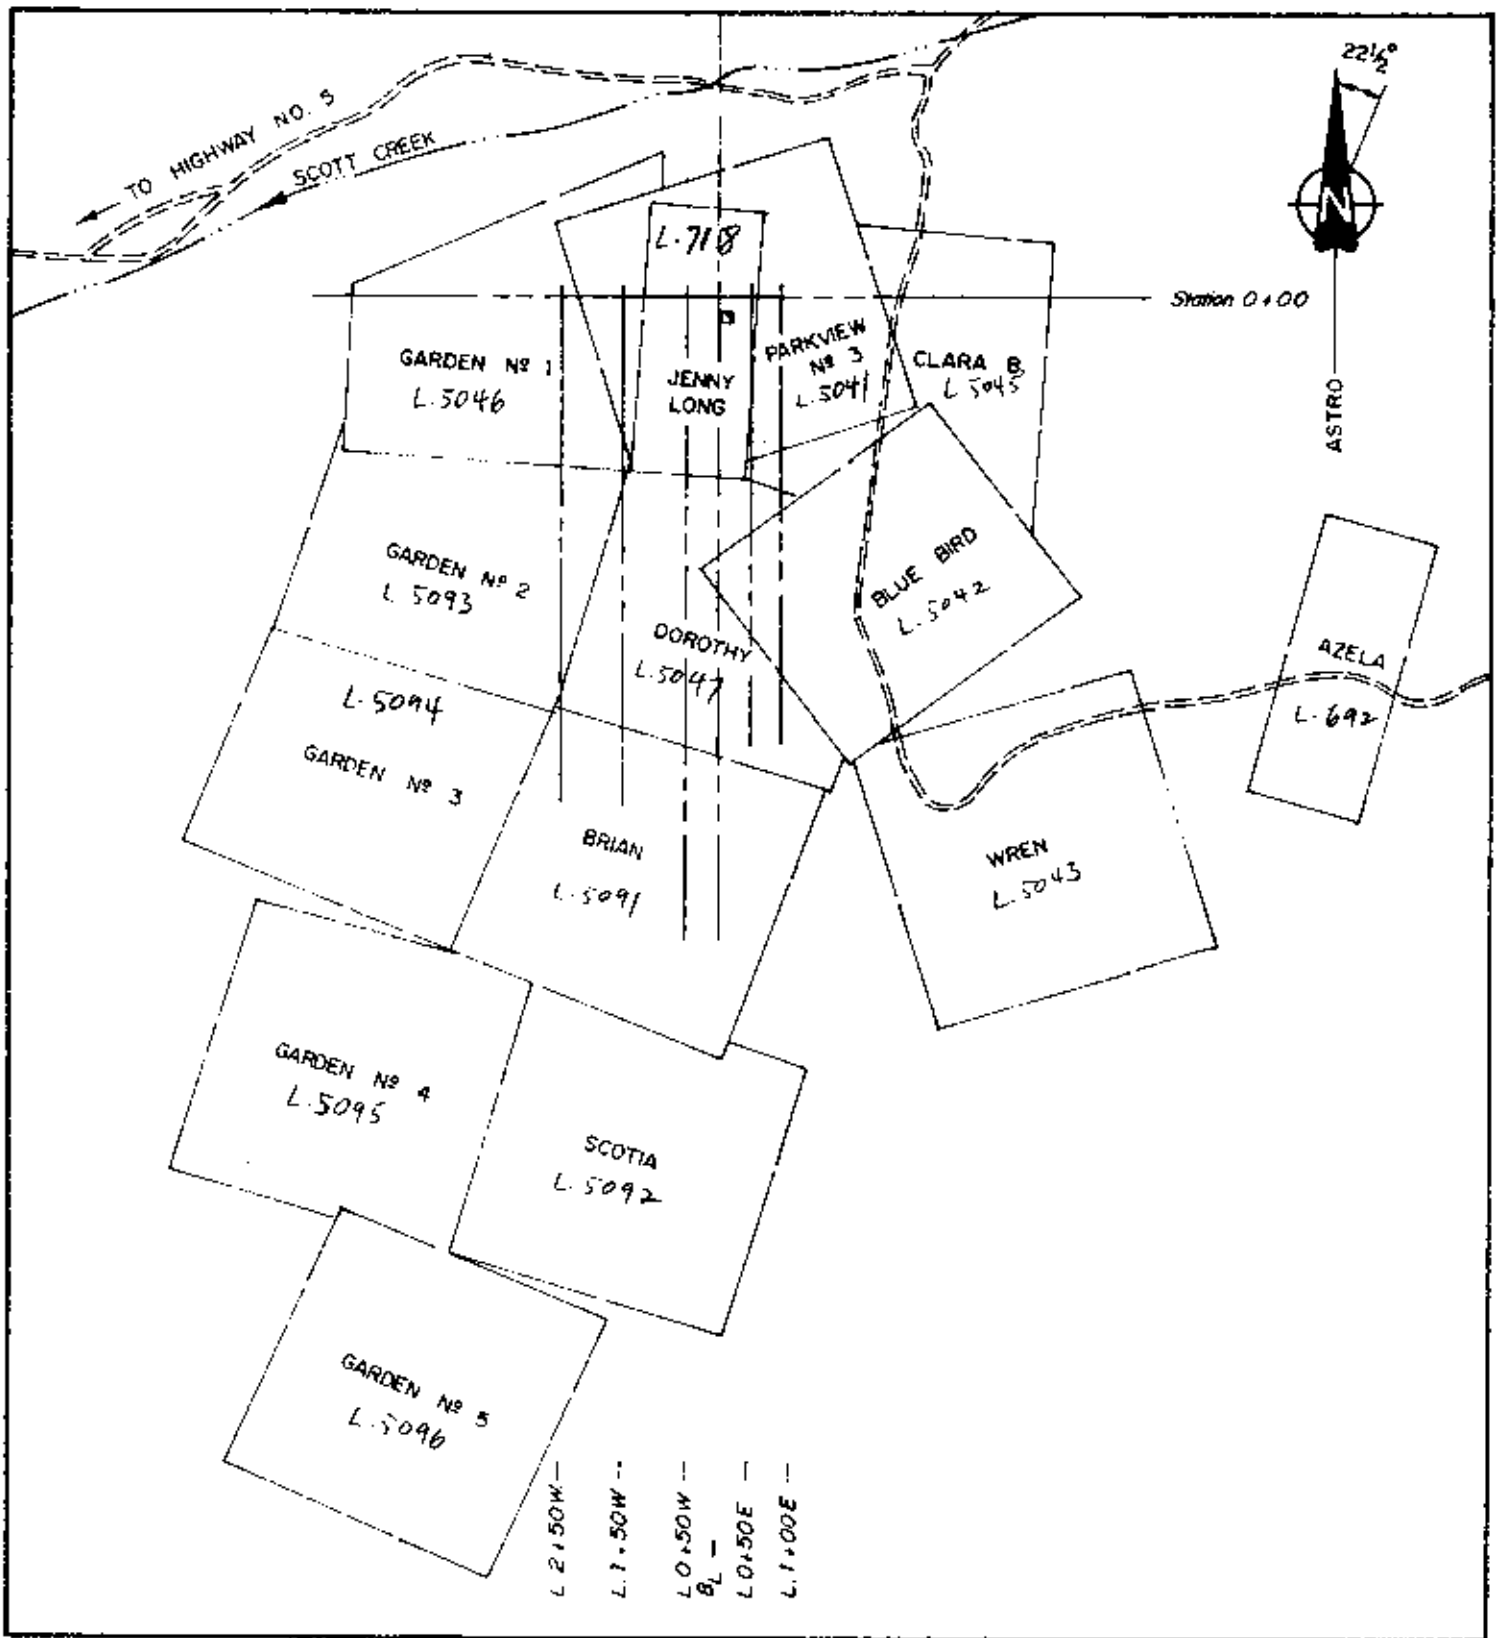 22½°
TO HIGHWAY NO. 5
SCOTT CREEK
N
ASTRO
L.718
Station 0+00
GARDEN Nº 1
L.5046
JENNY
LONG
PARKVIEW
Nº 3
L.5041
CLARA B.
L 5045
GARDEN Nº 2
L 5093
BLUE BIRD
L.5042
DOROTHY
L.5047
AZELA
L.692
L.5094
GARDEN Nº 3
BRIAN
L.5091
WREN
L.5043
GARDEN Nº 4
L.5095
SCOTIA
L.5092
GARDEN Nº 5
L.5096
L 2+50W
L.1+50W
L 0+50W
BL
L 0+50E
L.1+00E